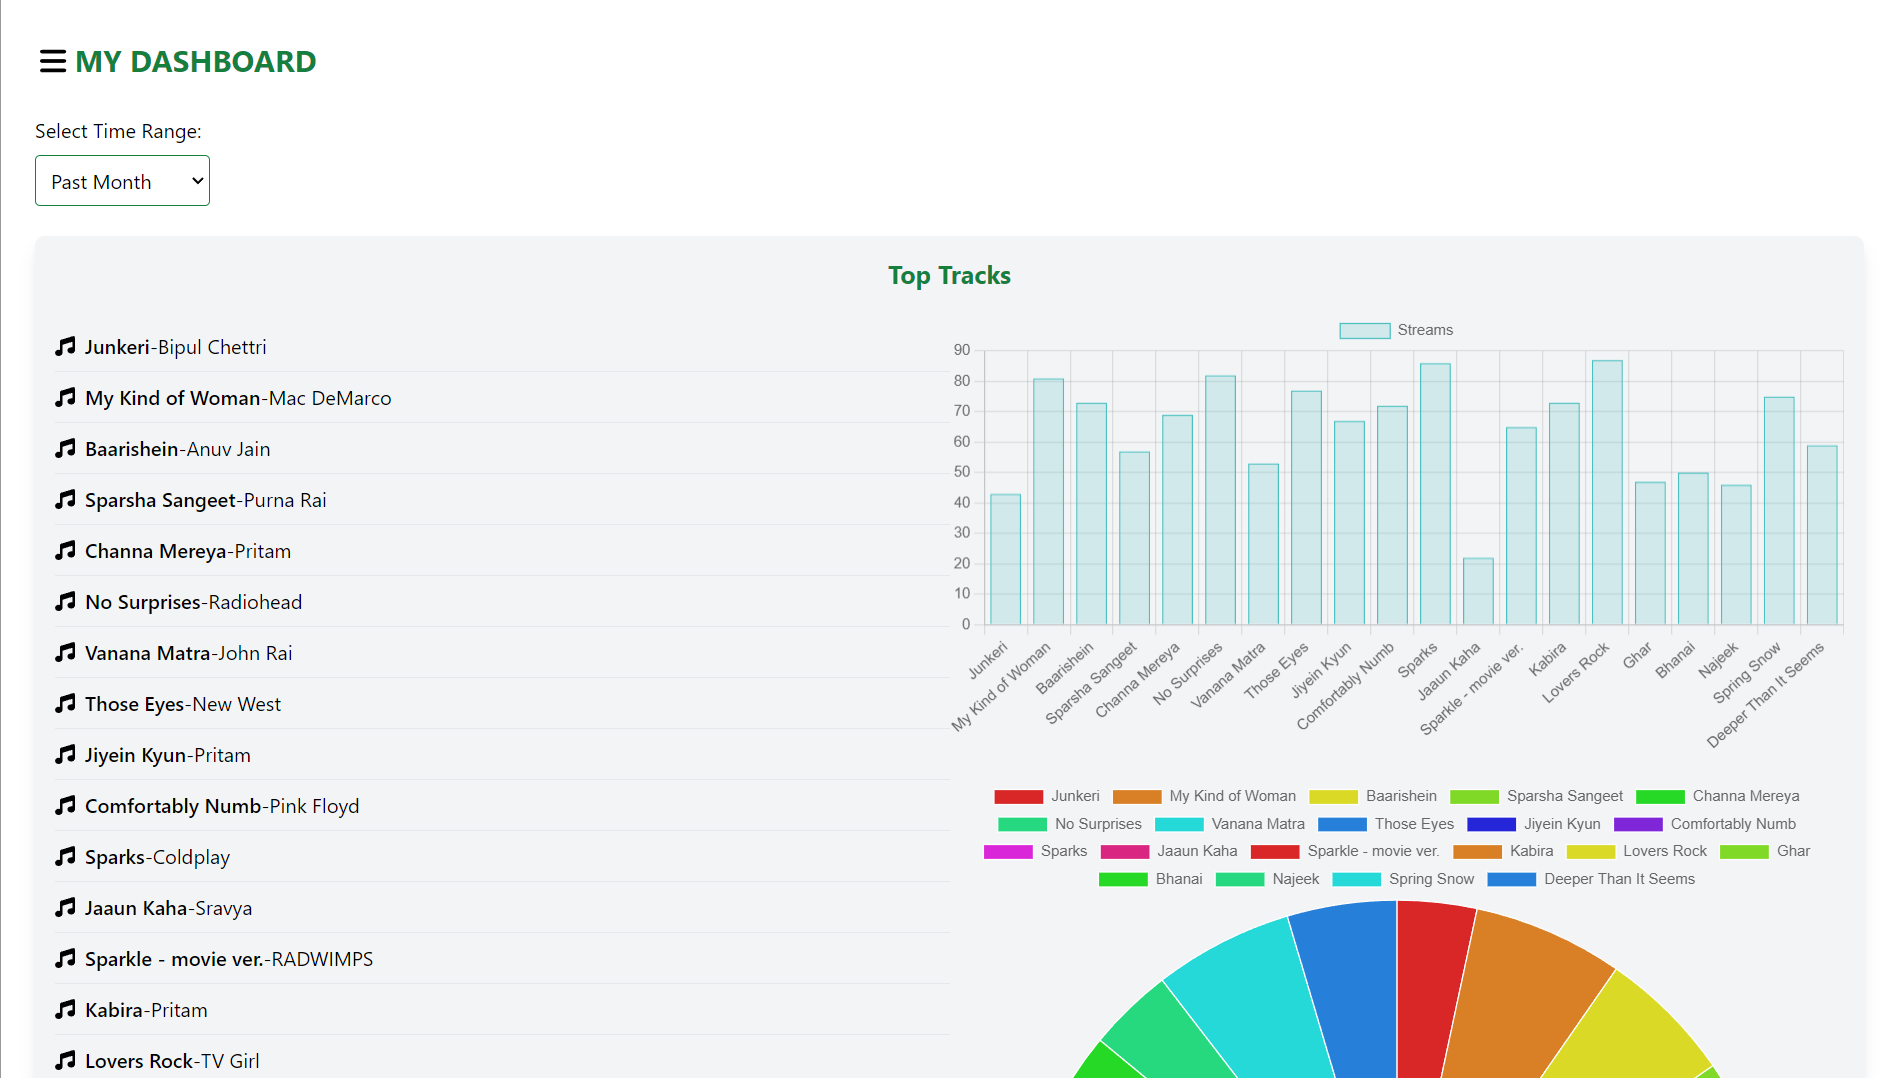 MY DASHBOARD
Select Time Range:
Past Month
Top Tracks
Junkeri-Bipul Chettri
My Kind of Woman-Mac DeMarco
Baarishein-Anuv Jain
Sparsha Sangeet-Purna Rai
Channa Mereya-Pritam
No Surprises-Radiohead
Vanana Matra-John Rai
Those Eyes-New West
Jiyein Kyun-Pritam
Comfortably Numb-Pink Floyd
Sparks-Coldplay
Jaaun Kaha-Sravya
Sparkle - movie ver.-RADWIMPS
Kabira-Pritam
Lovers Rock-TV Girl
Streams
90
80
70
60
50
40
30
20
10
0
Junkeri
My Kind of Woman
Baarishein
Sparsha Sangeet
Channa Mereya
No Surprises
Vanana Matra
Those Eyes
Jiyein Kyun
Comfortably Numb
Sparks
Jaaun Kaha
Sparkle - movie ver.
Kabira
Lovers Rock
Ghar
Bhanai
Najeek
Spring Snow
Deeper Than It Seems
Junkeri My Kind of Woman Baarishein Sparsha Sangeet Channa Mereya
No Surprises Vanana Matra Those Eyes Jiyein Kyun Comfortably Numb
Sparks Jaaun Kaha Sparkle - movie ver. Kabira Lovers Rock Ghar
Bhanai Najeek Spring Snow Deeper Than It Seems